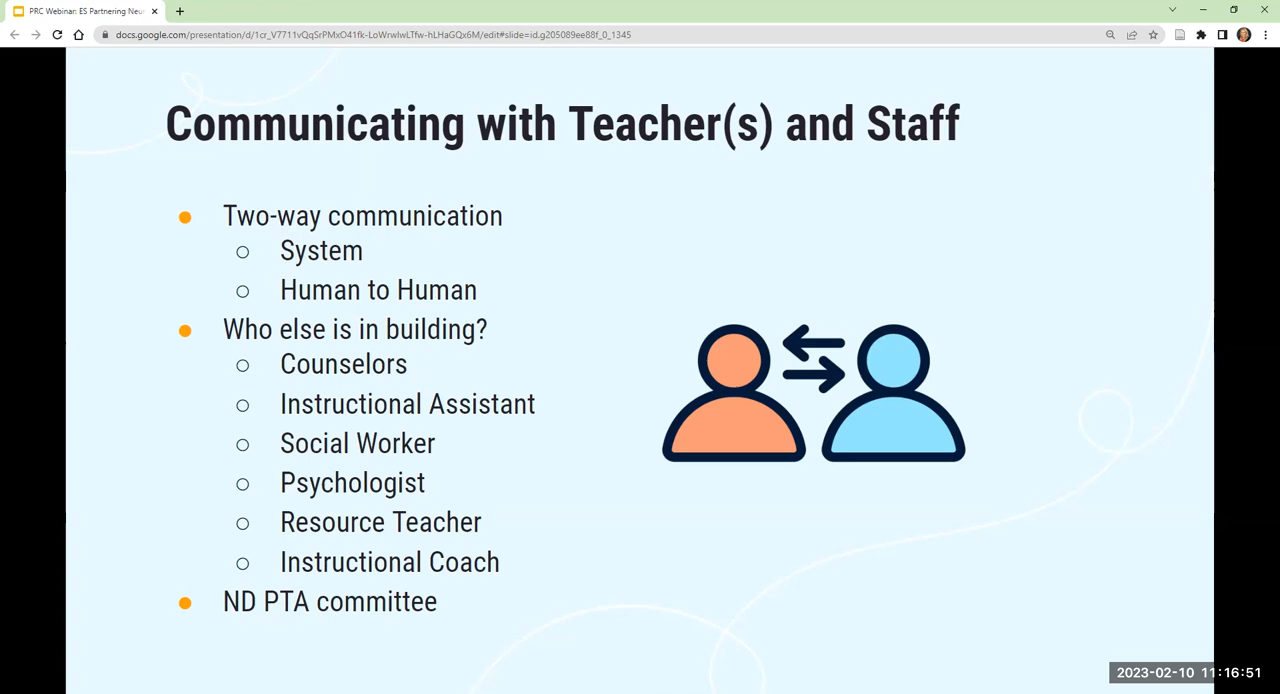 PRC Webinar: ES Partnering Neu
docs.google.com/presentation/d/1cr_V7711vQqSrPMxO41fk-LoWrwIwLTfw-hLHaGQx6M/edit#slide=id.g205089ee88f_0_1345
Communicating with Teacher(s) and Staff
● Two-way communication
○ System
○ Human to Human
● Who else is in building?
○ Counselors
○ Instructional Assistant
○ Social Worker
○ Psychologist
○ Resource Teacher
○ Instructional Coach
● ND PTA committee
2023-02-10 11:16:51